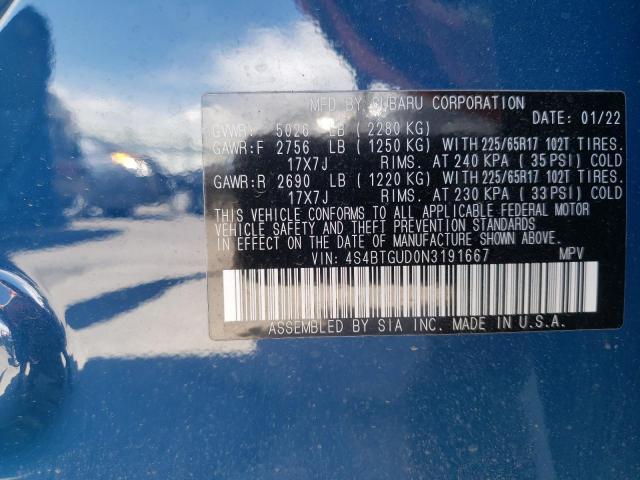 MFD BY SUBARU CORPORATION
DATE: 01/22
GVWR: 5026 LB (2280 KG)
GAWR:F 2756 LB (1250 KG) WITH 225/65R17 102T TIRES.
17X7J RIMS. AT 240 KPA (35 PSI) COLD
GAWR:R 2690 LB (1220 KG) WITH 225/65R17 102T TIRES.
17X7J RIMS. AT 230 KPA (33 PSI) COLD
THIS VEHICLE CONFORMS TO ALL APPLICABLE FEDERAL MOTOR
VEHICLE SAFETY AND THEFT PREVENTION STANDARDS
IN EFFECT ON THE DATE OF MANUFACTURE SHOWN ABOVE.
VIN: 4S4BTGUD0N3191667 MPV
ASSEMBLED BY SIA INC. MADE IN U.S.A.